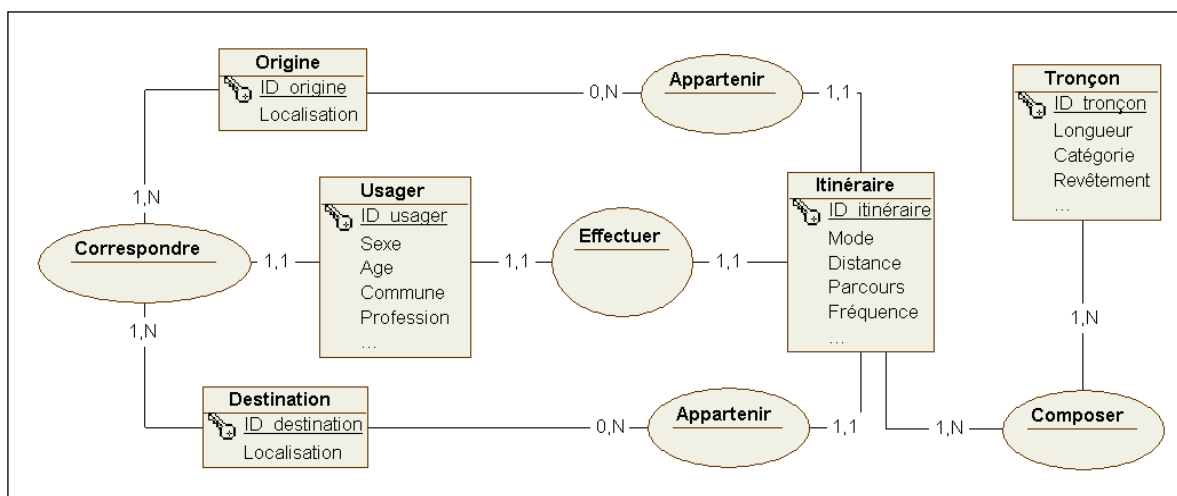 Origine
ID_origine
Localisation
0,N
Appartenir
1,1
Tronçon
ID_tronçon
Longueur
Catégorie
Revêtement
...
1,N
Usager
ID_usager
Sexe
Age
Commune
Profession
...
Correspondre
1,1
1,1
Effectuer
1,1
Itinéraire
ID_itinéraire
Mode
Distance
Parcours
Fréquence
...
1,N
1,N
Destination
ID_destination
Localisation
0,N
Appartenir
1,1
1,N
Composer